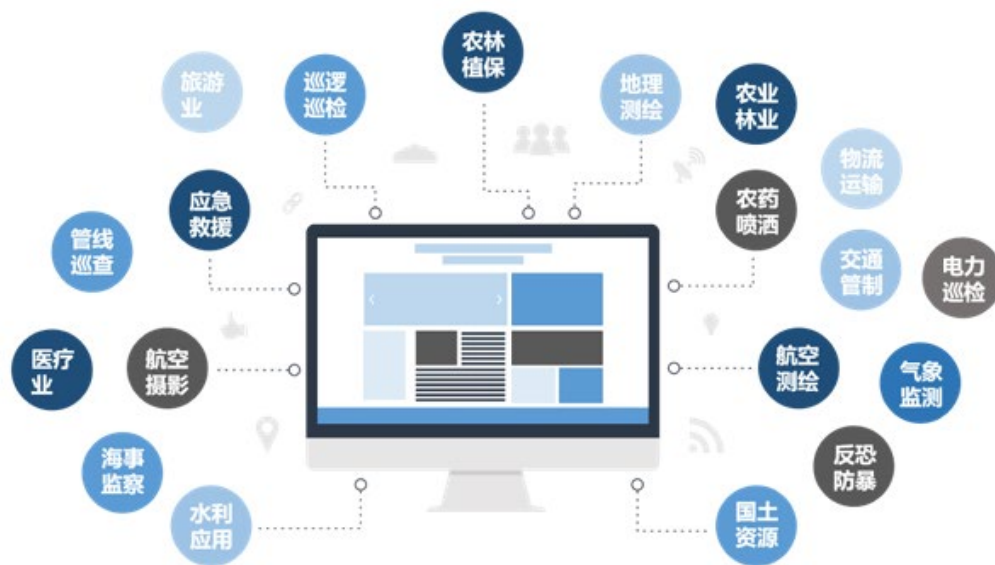 农林
植保
旅游
业
巡逻
巡检
地理
测绘
农业
林业
物流
运输
应急
救援
农药
喷洒
管线
巡查
交通
管制
电力
巡检
医疗
业
航空
摄影
航空
测绘
气象
监测
海事
监察
反恐
防暴
水利
应用
国土
资源